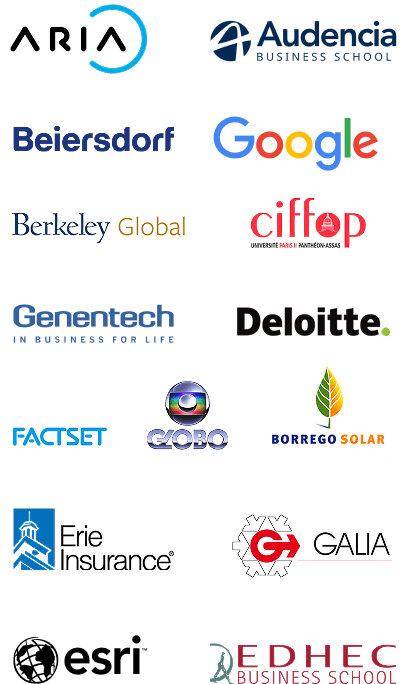 ARIA
Audencia
BUSINESS SCHOOL
Beiersdorf
Google
Berkeley Global
ciffop
UNIVERSITÉ PARIS II PANTHÉON-ASSAS
Genentech
IN BUSINESS FOR LIFE
Deloitte.
FACTSET
GLOBO
BORREGO SOLAR
Erie
Insurance®
G
GALIA
esri™
EDHEC
BUSINESS SCHOOL